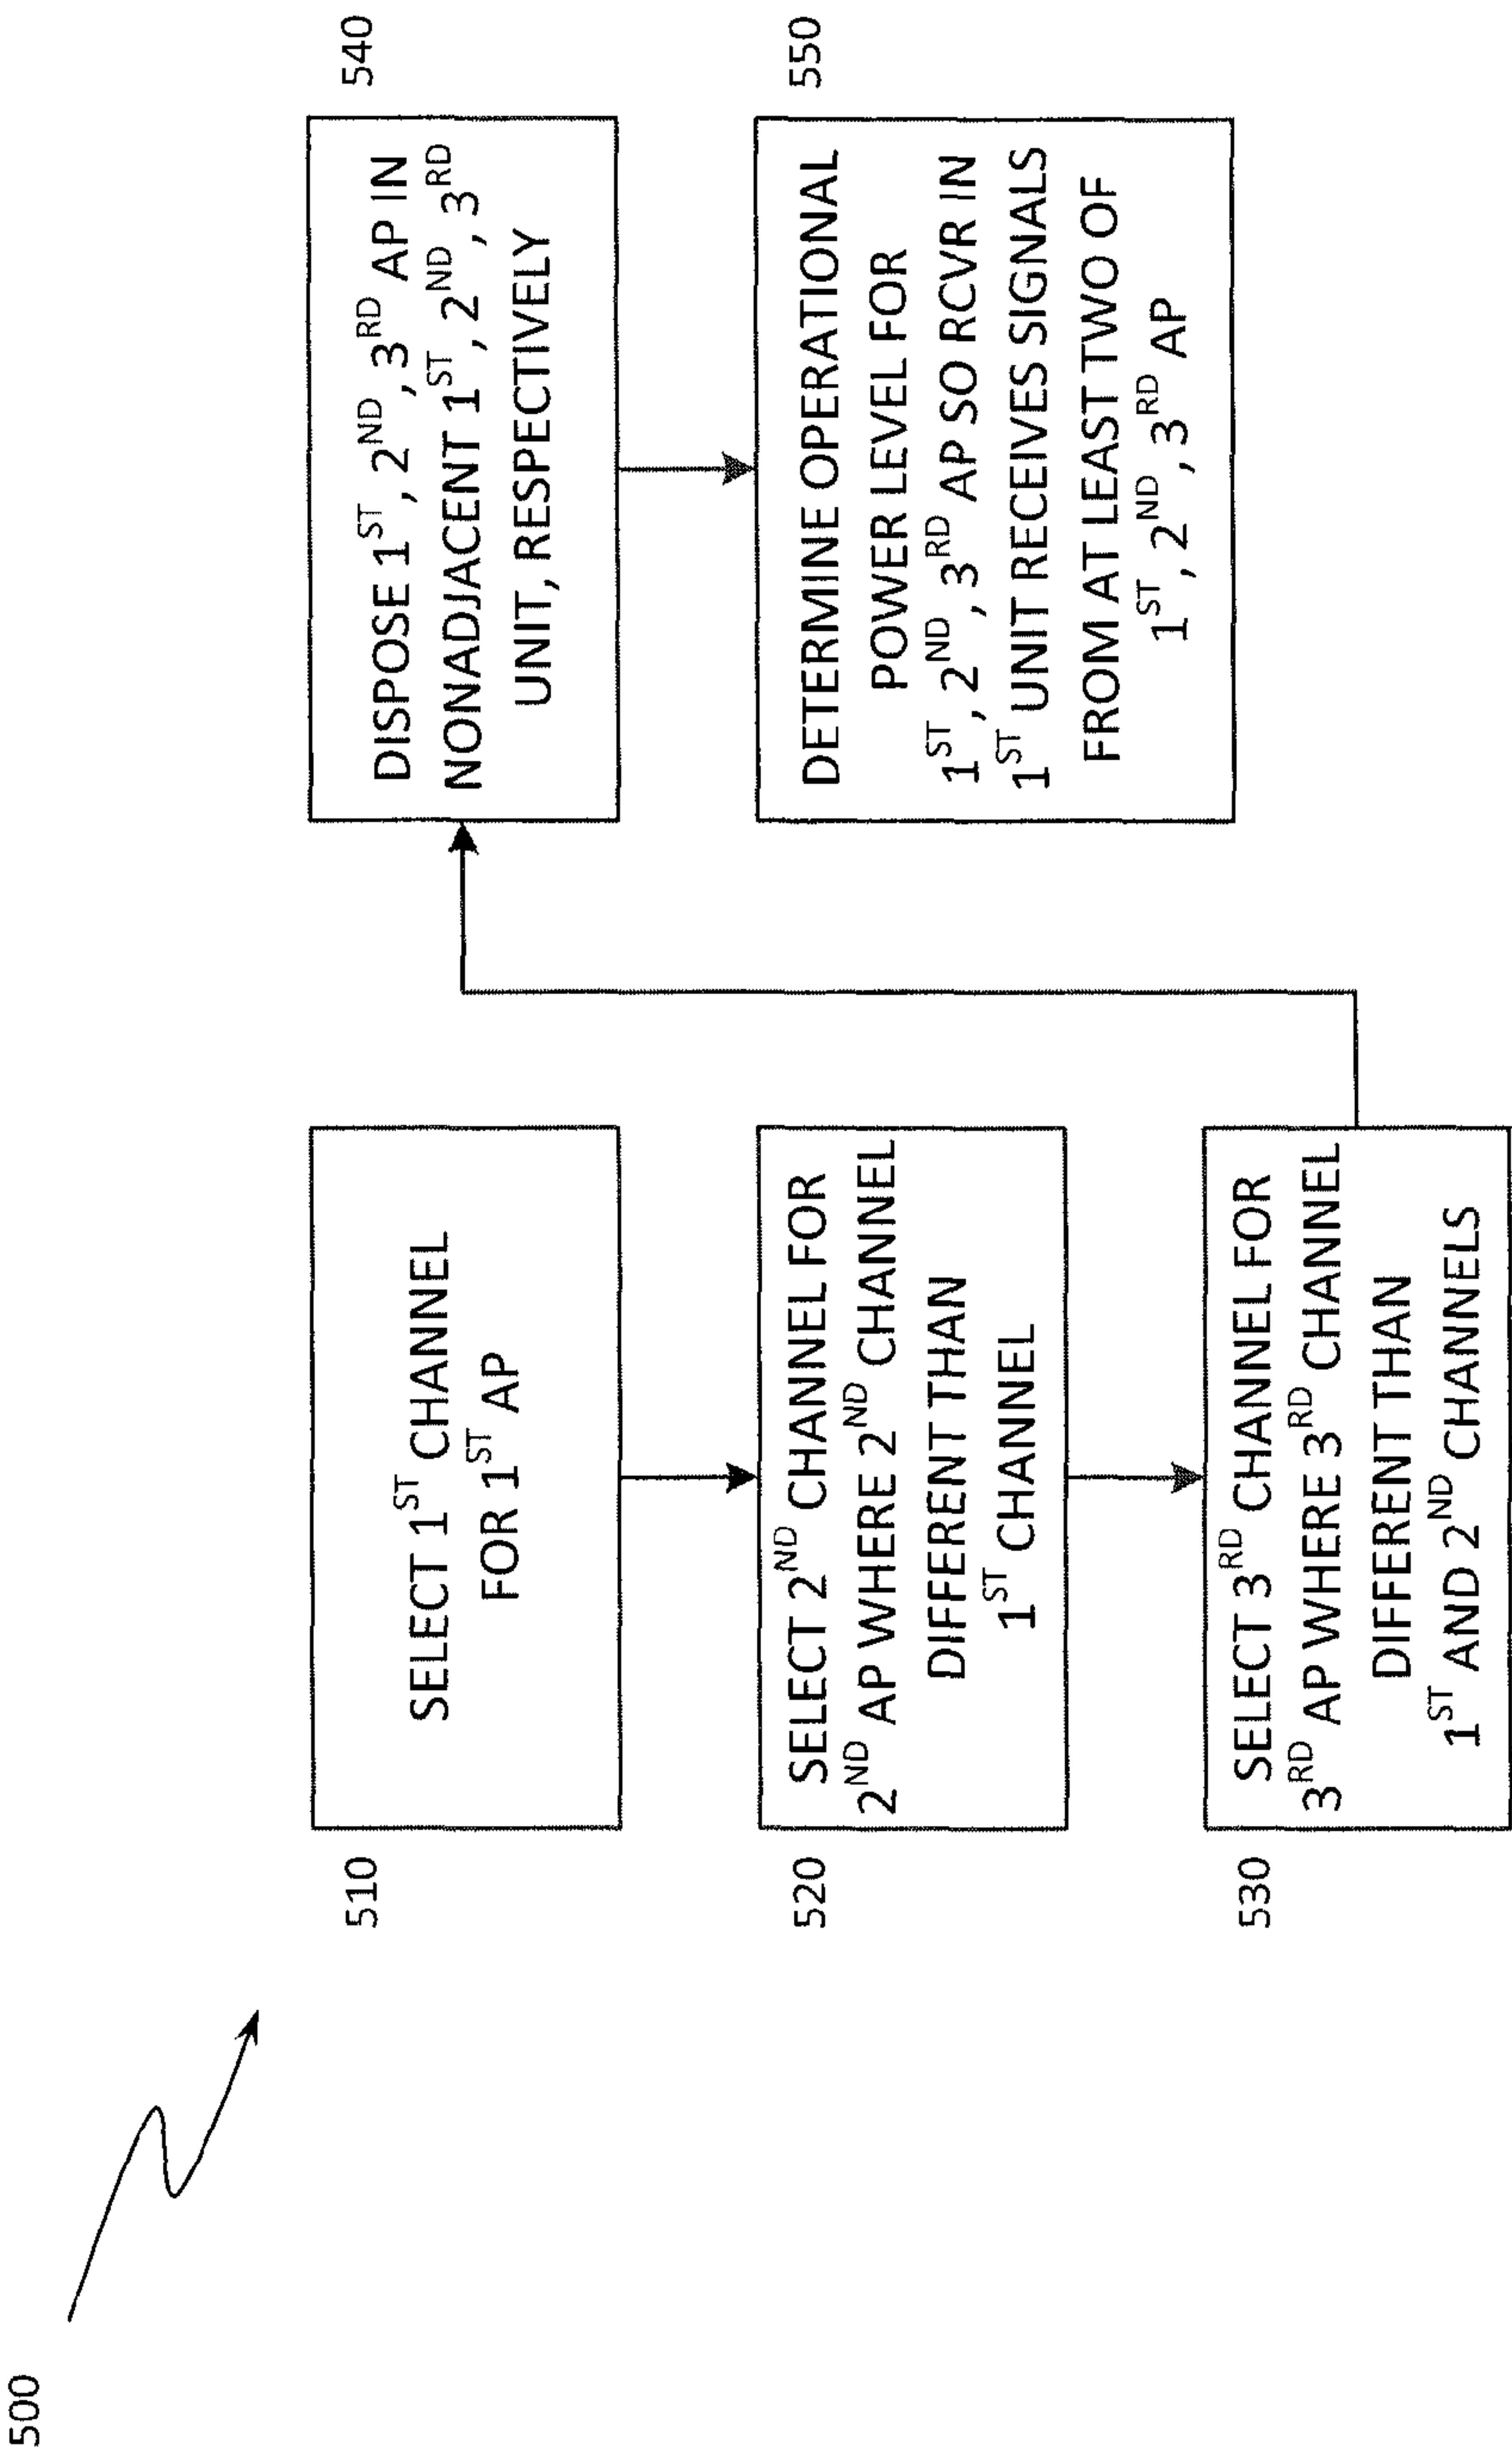 500
510
SELECT 1ST CHANNEL
FOR 1ST AP
520
SELECT 2ND CHANNEL FOR
2ND AP WHERE 2ND CHANNEL
DIFFERENT THAN
1ST CHANNEL
530
SELECT 3RD CHANNEL FOR
3RD AP WHERE 3RD CHANNEL
DIFFERENT THAN
1ST AND 2ND CHANNELS
540
DISPOSE 1ST, 2ND, 3RD AP IN
NONADJACENT 1ST, 2ND, 3RD
UNIT, RESPECTIVELY
550
DETERMINE OPERATIONAL
POWER LEVEL FOR
1ST, 2ND, 3RD AP SO RCVR IN
1ST UNIT RECEIVES SIGNALS
FROM AT LEAST TWO OF
1ST, 2ND, 3RD AP